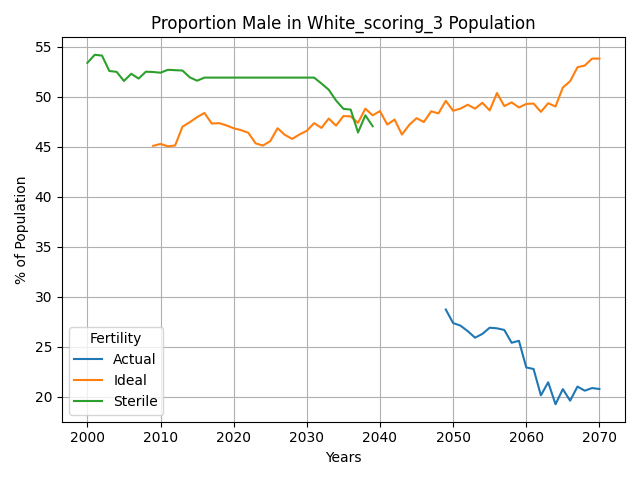 Proportion Male in White_scoring_3 Population
% of Population
55
50
45
40
35
30
25
20
Fertility
Actual
Ideal
Sterile
2000 2010 2020 2030 2040 2050 2060 2070
Years